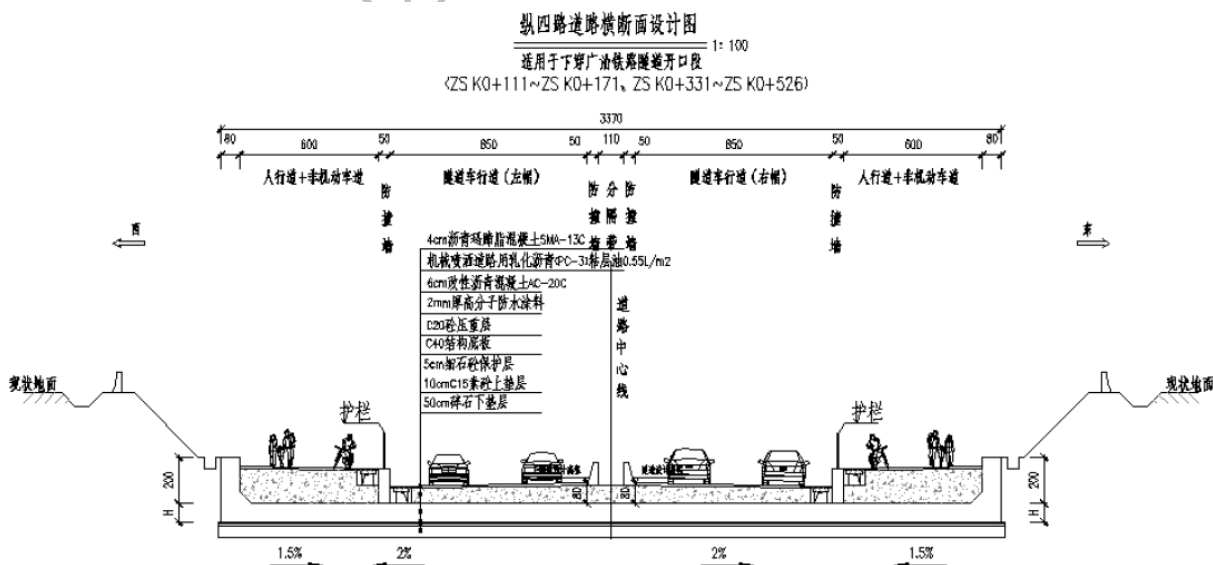 纵四路道路横断面设计图
1:100
适用于下穿广油铁路隧道开口段
(ZS K0+111~ZS K0+171、ZS K0+331~ZS K0+526)
3370
80 600 50 850 50 110 50 850 50 600 80
人行道+非机动车道 隧道车行道(左幅) 隧道车行道(右幅) 人行道+非机动车道
防撞墙
防撞墙
分隔带
防撞墙
防撞墙
西
东
4cm沥青玛蹄脂混凝土SMA-13C
机械喷洒道路用乳化沥青(PC-3)粘层油0.55L/m2
6cm改性沥青混凝土AC-20C
2mm厚高分子防水涂料
C20砼压重层
C40结构底板
5cm细石砼保护层
10cmC15素砼上垫层
50cm碎石下垫层
道路中心线
现状地面
现状地面
护栏
护栏
200
H
80
80
200
H
1.5% 2% 2% 1.5%